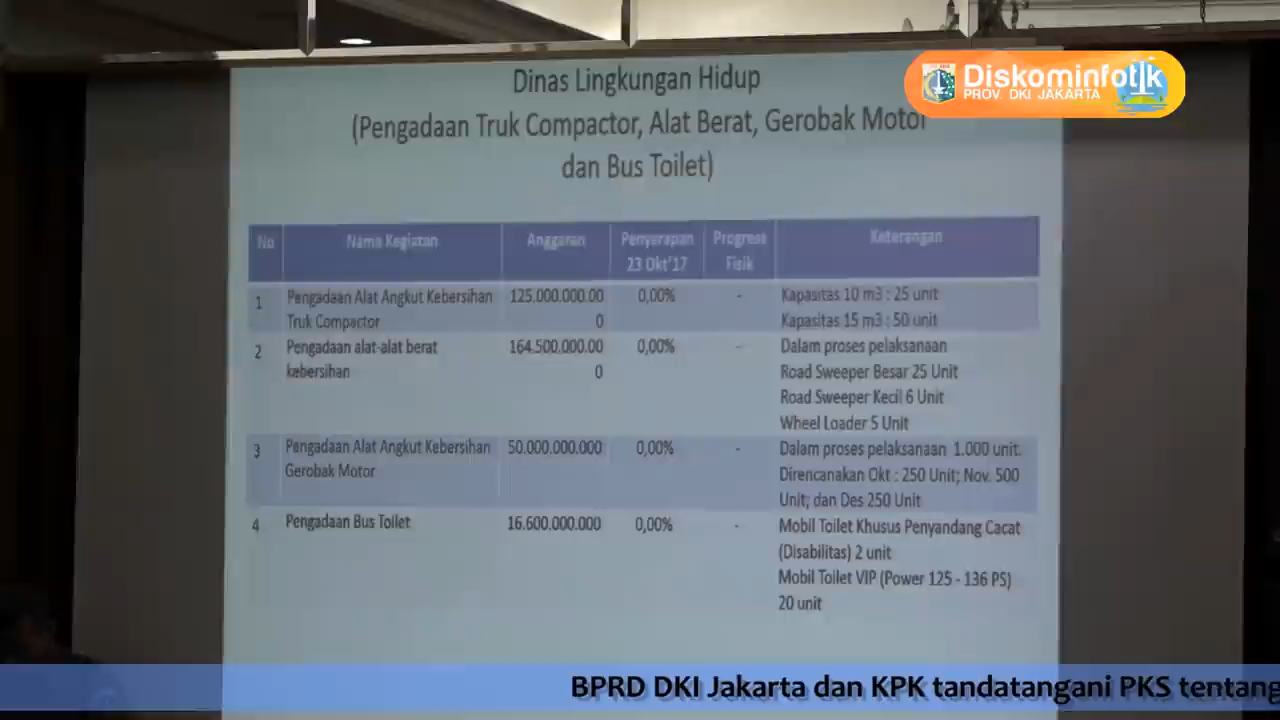 Diskominfotik
PROV. DKI JAKARTA
Dinas Lingkungan Hidup
(Pengadaan Truk Compactor, Alat Berat, Gerobak Motor
dan Bus Toilet)
No Nama Kegiatan Anggaran Penyerapan 23 Okt'17 Progress Fisik Keterangan
1 Pengadaan Alat Angkut Kebersihan 125.000.000.00 0,00% - Kapasitas 10 m3 : 25 unit
Truk Compactor 0 Kapasitas 15 m3 : 50 unit
2 Pengadaan alat-alat berat 164.500.000.00 0,00% - Dalam proses pelaksanaan
kebersihan 0 Road Sweeper Besar 25 Unit
Road Sweeper Kecil 6 Unit
Wheel Loader 5 Unit
3 Pengadaan Alat Angkut Kebersihan 50.000.000.000 0,00% - Dalam proses pelaksanaan 1.000 unit.
Gerobak Motor Direncanakan Okt : 250 Unit; Nov. 500
Unit; dan Des 250 Unit
4 Pengadaan Bus Toilet 16.600.000.000 0,00% - Mobil Toilet Khusus Penyandang Cacat
(Disabilitas) 2 unit
Mobil Toilet VIP (Power 125 - 136 PS)
20 unit
BPRD DKI Jakarta dan KPK tandatangani PKS tentang